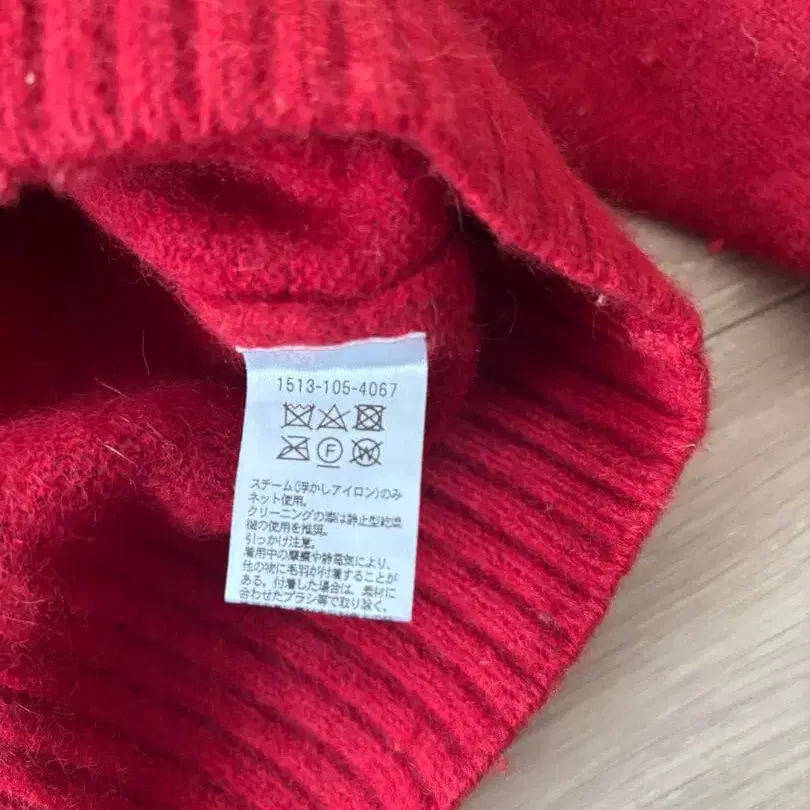 1513-105-4067
F W
スチーム(浮かしアイロン)のみ
ネット使用。
クリーニングの際は静止型乾燥
機の使用を推奨。
引っかけ注意。
着用中の摩擦や静電気により、
他の物に毛羽が付着することが
ある。付着した場合は、素材に
合わせたブラシ等で取り除く。